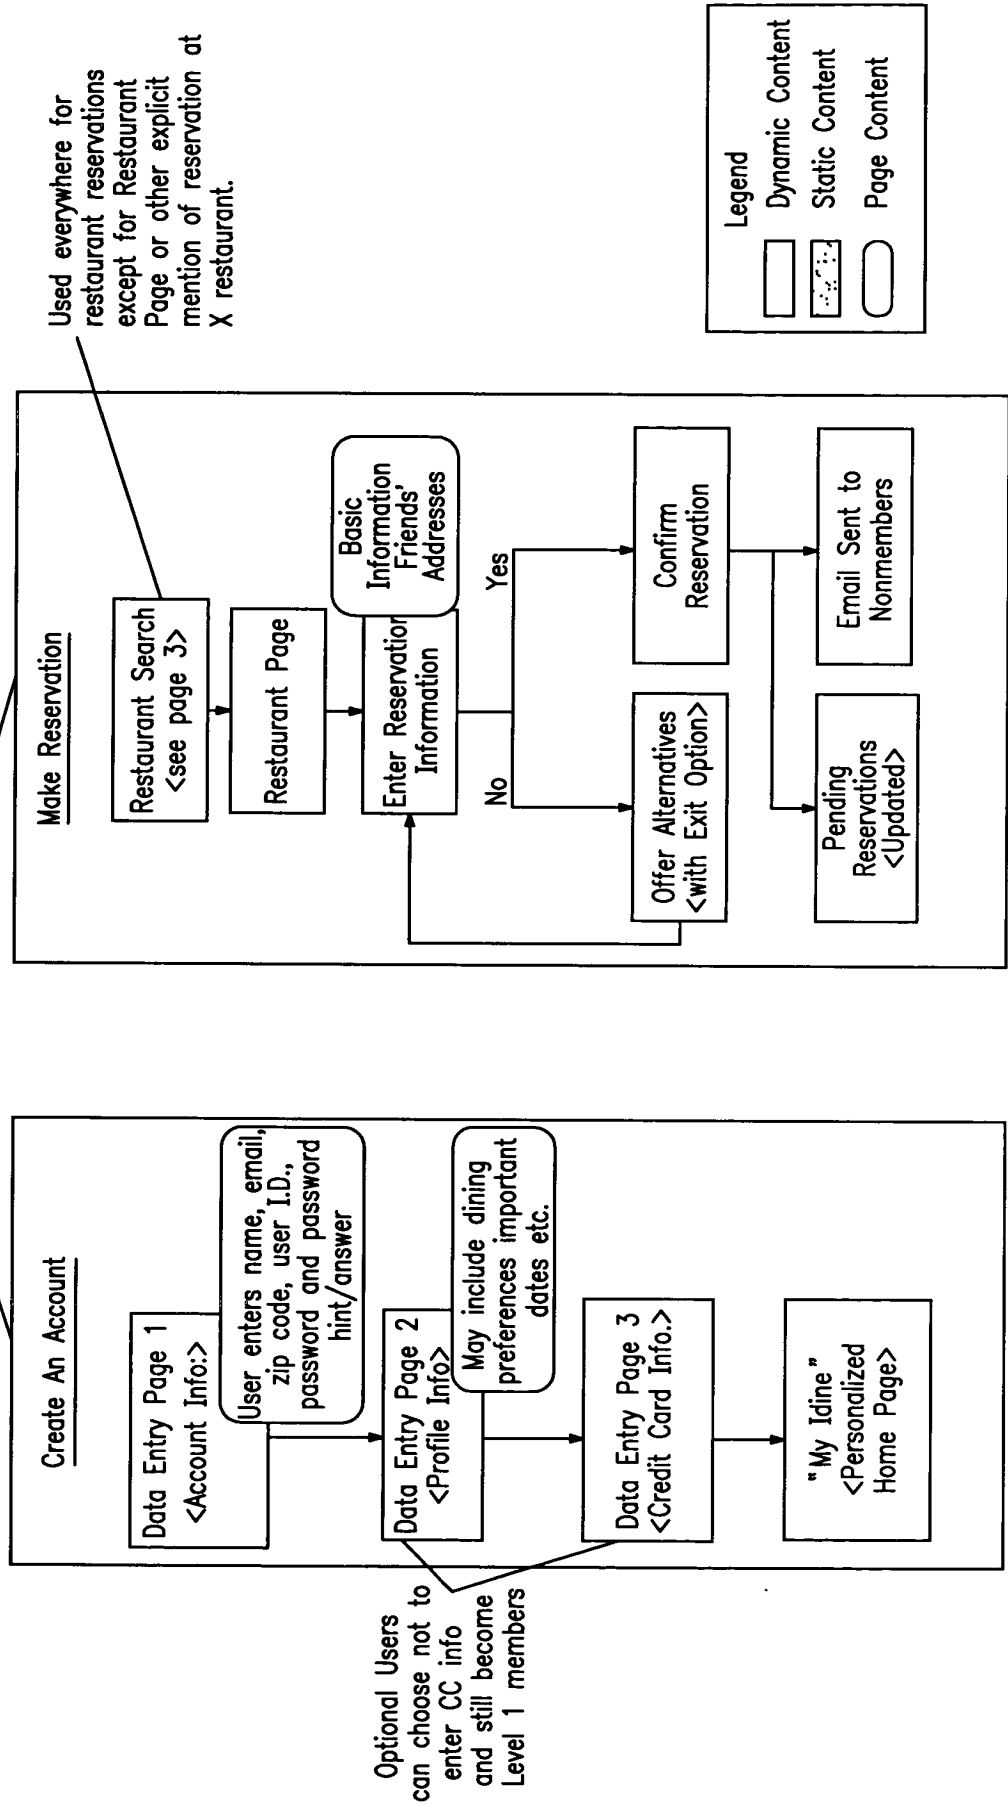 Create An Account
Data Entry Page 1
<Account Info:>
User enters name, email,
zip code, user I.D.,
password and password
hint/answer
Data Entry Page 2
<Profile Info>
May include dining
preferences important
dates etc.
Data Entry Page 3
<Credit Card Info.>
"My Idine"
<Personalized
Home Page>
Optional Users
can choose not to
enter CC info
and still become
Level 1 members
Make Reservation
Restaurant Search
<see page 3>
Restaurant Page
Enter Reservation
Information
Basic
Information
Friends'
Addresses
No
Yes
Offer Alternatives
<with Exit Option>
Confirm
Reservation
Pending
Reservations
<Updated>
Email Sent to
Nonmembers
Used everywhere for
restaurant reservations
except for Restaurant
Page or other explicit
mention of reservation at
X restaurant.
Legend
Dynamic Content
Static Content
Page Content